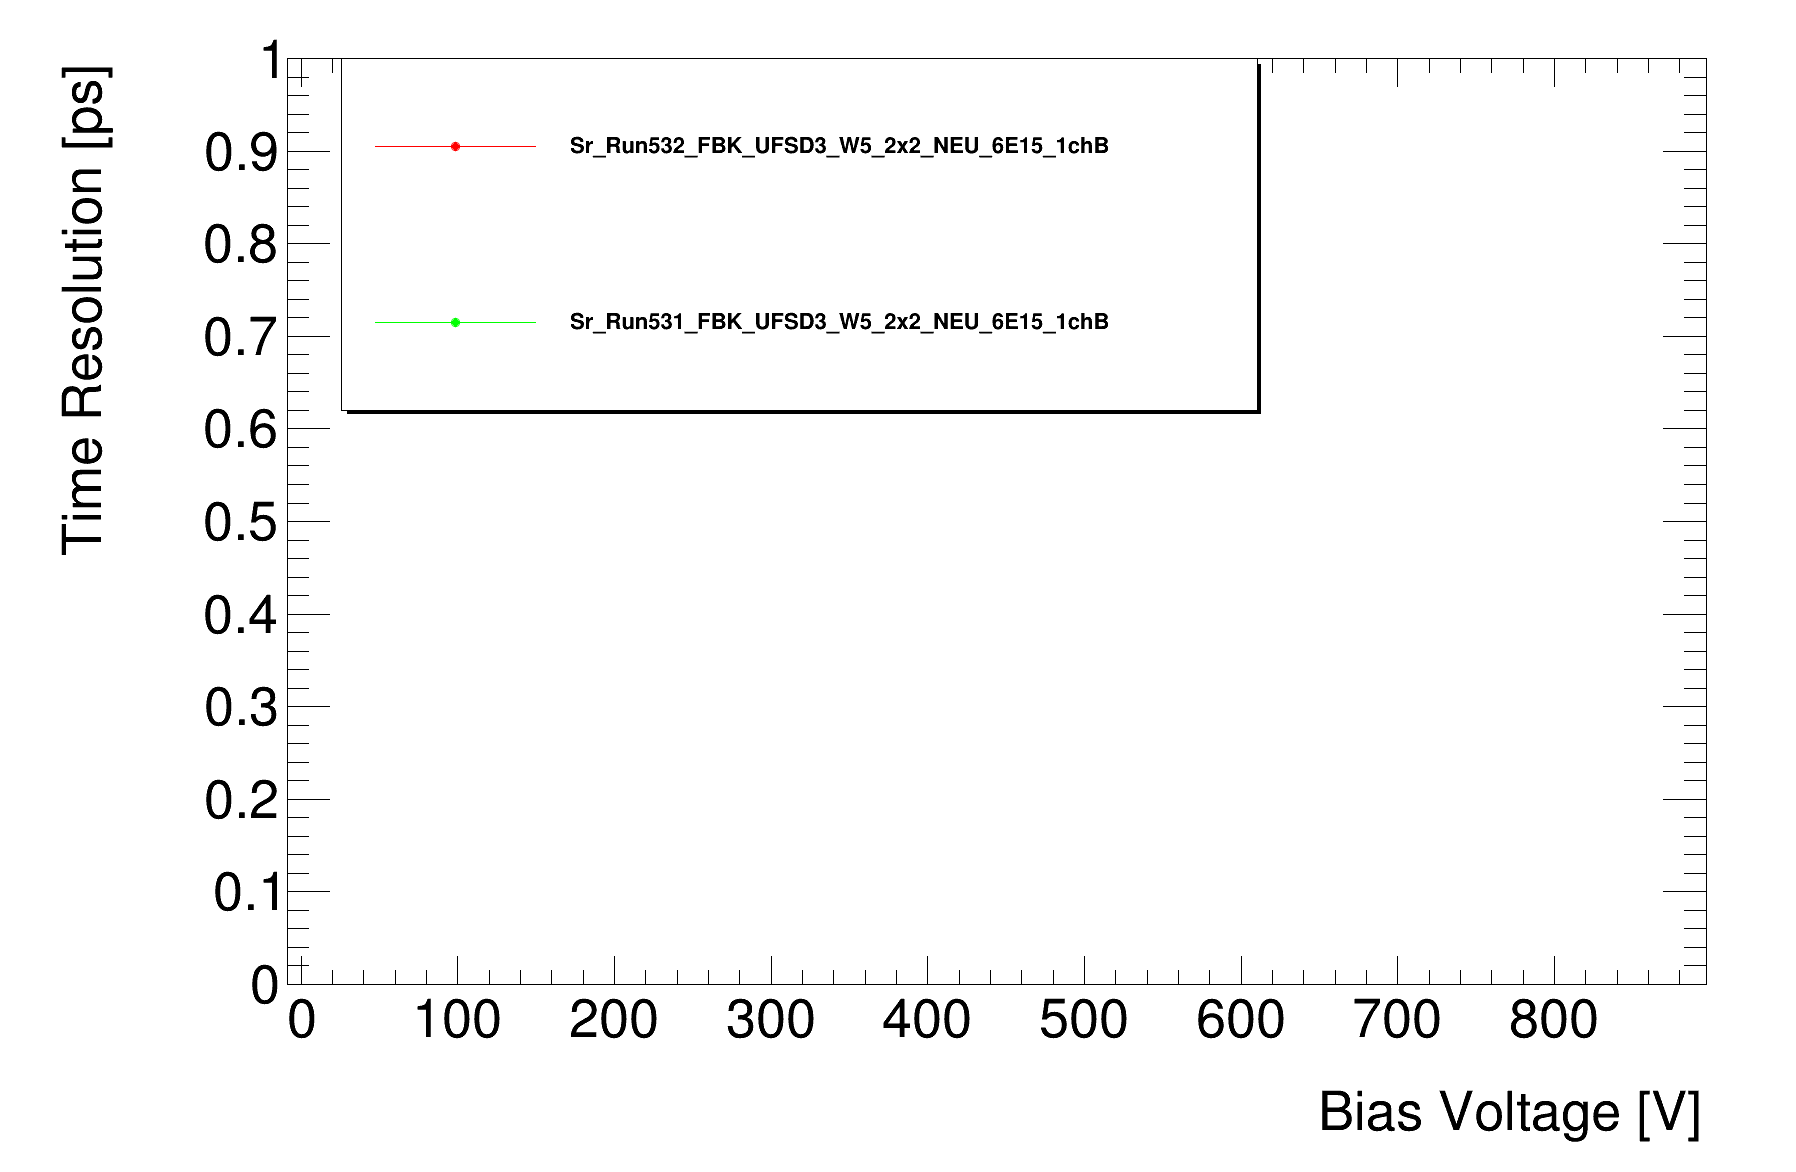 Time Resolution [ps]
1
0.9
0.8
0.7
0.6
0.5
0.4
0.3
0.2
0.1
0
Sr_Run532_FBK_UFSD3_W5_2x2_NEU_6E15_1chB
Sr_Run531_FBK_UFSD3_W5_2x2_NEU_6E15_1chB
0 100 200 300 400 500 600 700 800
Bias Voltage [V]